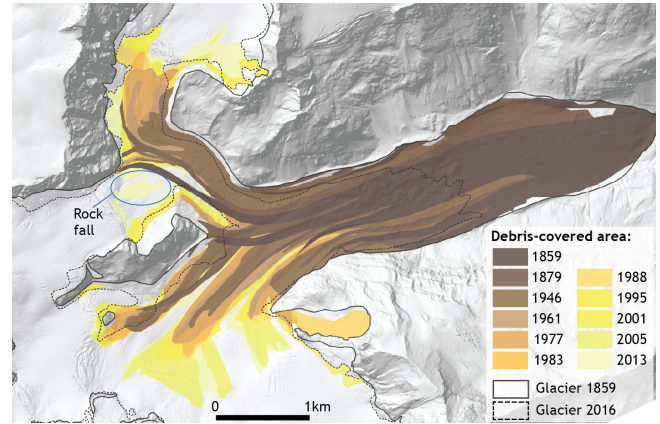 Rock
fall
Debris-covered area:
1859
1879
1946
1961
1977
1983
1988
1995
2001
2005
2013
Glacier 1859
Glacier 2016
0 1km